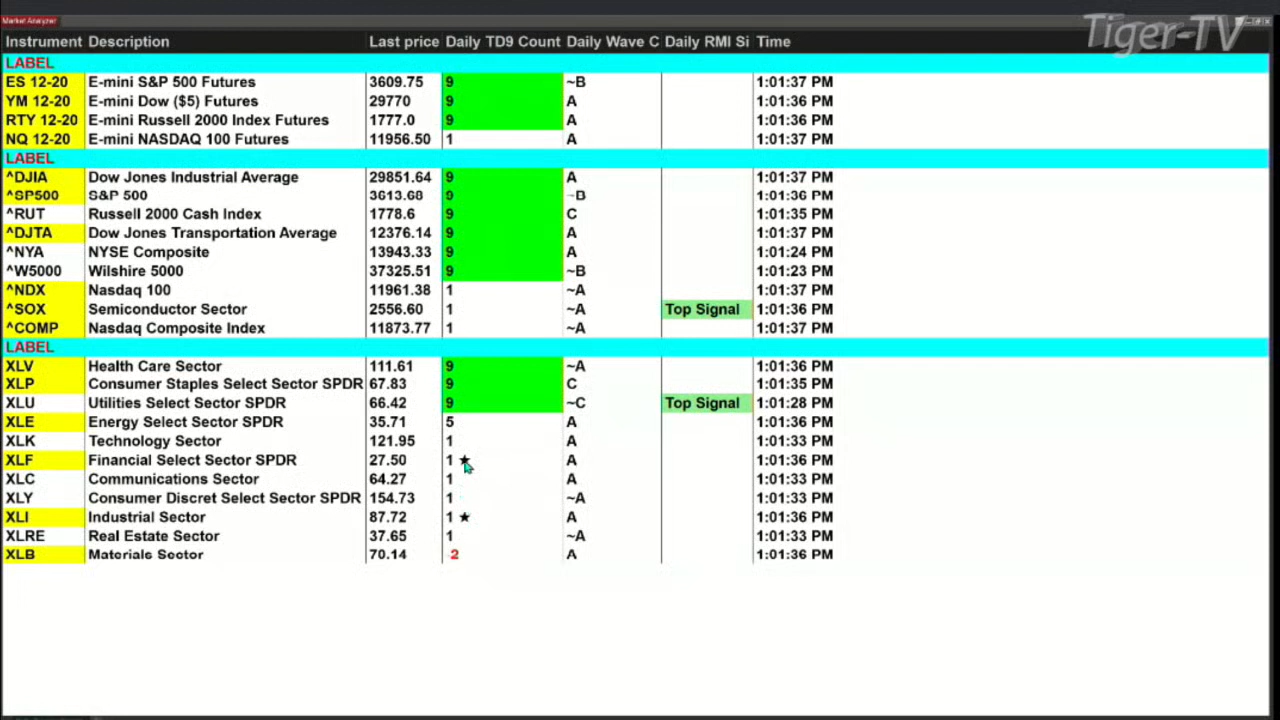 Market Analyzer
Tiger-TV
Instrument Description Last price Daily TD9 Count Daily Wave C Daily RMI Si Time
LABEL
ES 12-20 E-mini S&P 500 Futures 3609.75 9 ~B 1:01:37 PM
YM 12-20 E-mini Dow ($5) Futures 29770 9 A 1:01:36 PM
RTY 12-20 E-mini Russell 2000 Index Futures 1777.0 9 A 1:01:36 PM
NQ 12-20 E-mini NASDAQ 100 Futures 11956.50 1 A 1:01:37 PM
LABEL
^DJIA Dow Jones Industrial Average 29851.64 9 A 1:01:37 PM
^SP500 S&P 500 3613.68 9 ~B 1:01:36 PM
^RUT Russell 2000 Cash Index 1778.6 9 C 1:01:35 PM
^DJTA Dow Jones Transportation Average 12376.14 9 A 1:01:37 PM
^NYA NYSE Composite 13943.33 9 A 1:01:24 PM
^W5000 Wilshire 5000 37325.51 9 ~B 1:01:23 PM
^NDX Nasdaq 100 11961.38 1 ~A 1:01:37 PM
^SOX Semiconductor Sector 2556.60 1 ~A Top Signal 1:01:36 PM
^COMP Nasdaq Composite Index 11873.77 1 ~A 1:01:37 PM
LABEL
XLV Health Care Sector 111.61 9 ~A 1:01:36 PM
XLP Consumer Staples Select Sector SPDR 67.83 9 C 1:01:35 PM
XLU Utilities Select Sector SPDR 66.42 9 ~C Top Signal 1:01:28 PM
XLE Energy Select Sector SPDR 35.71 5 A 1:01:36 PM
XLK Technology Sector 121.95 1 A 1:01:33 PM
XLF Financial Select Sector SPDR 27.50 1 ★ A 1:01:36 PM
XLC Communications Sector 64.27 1 A 1:01:33 PM
XLY Consumer Discret Select Sector SPDR 154.73 1 ~A 1:01:33 PM
XLI Industrial Sector 87.72 1 ★ A 1:01:36 PM
XLRE Real Estate Sector 37.65 1 ~A 1:01:33 PM
XLB Materials Sector 70.14 -2 A 1:01:36 PM